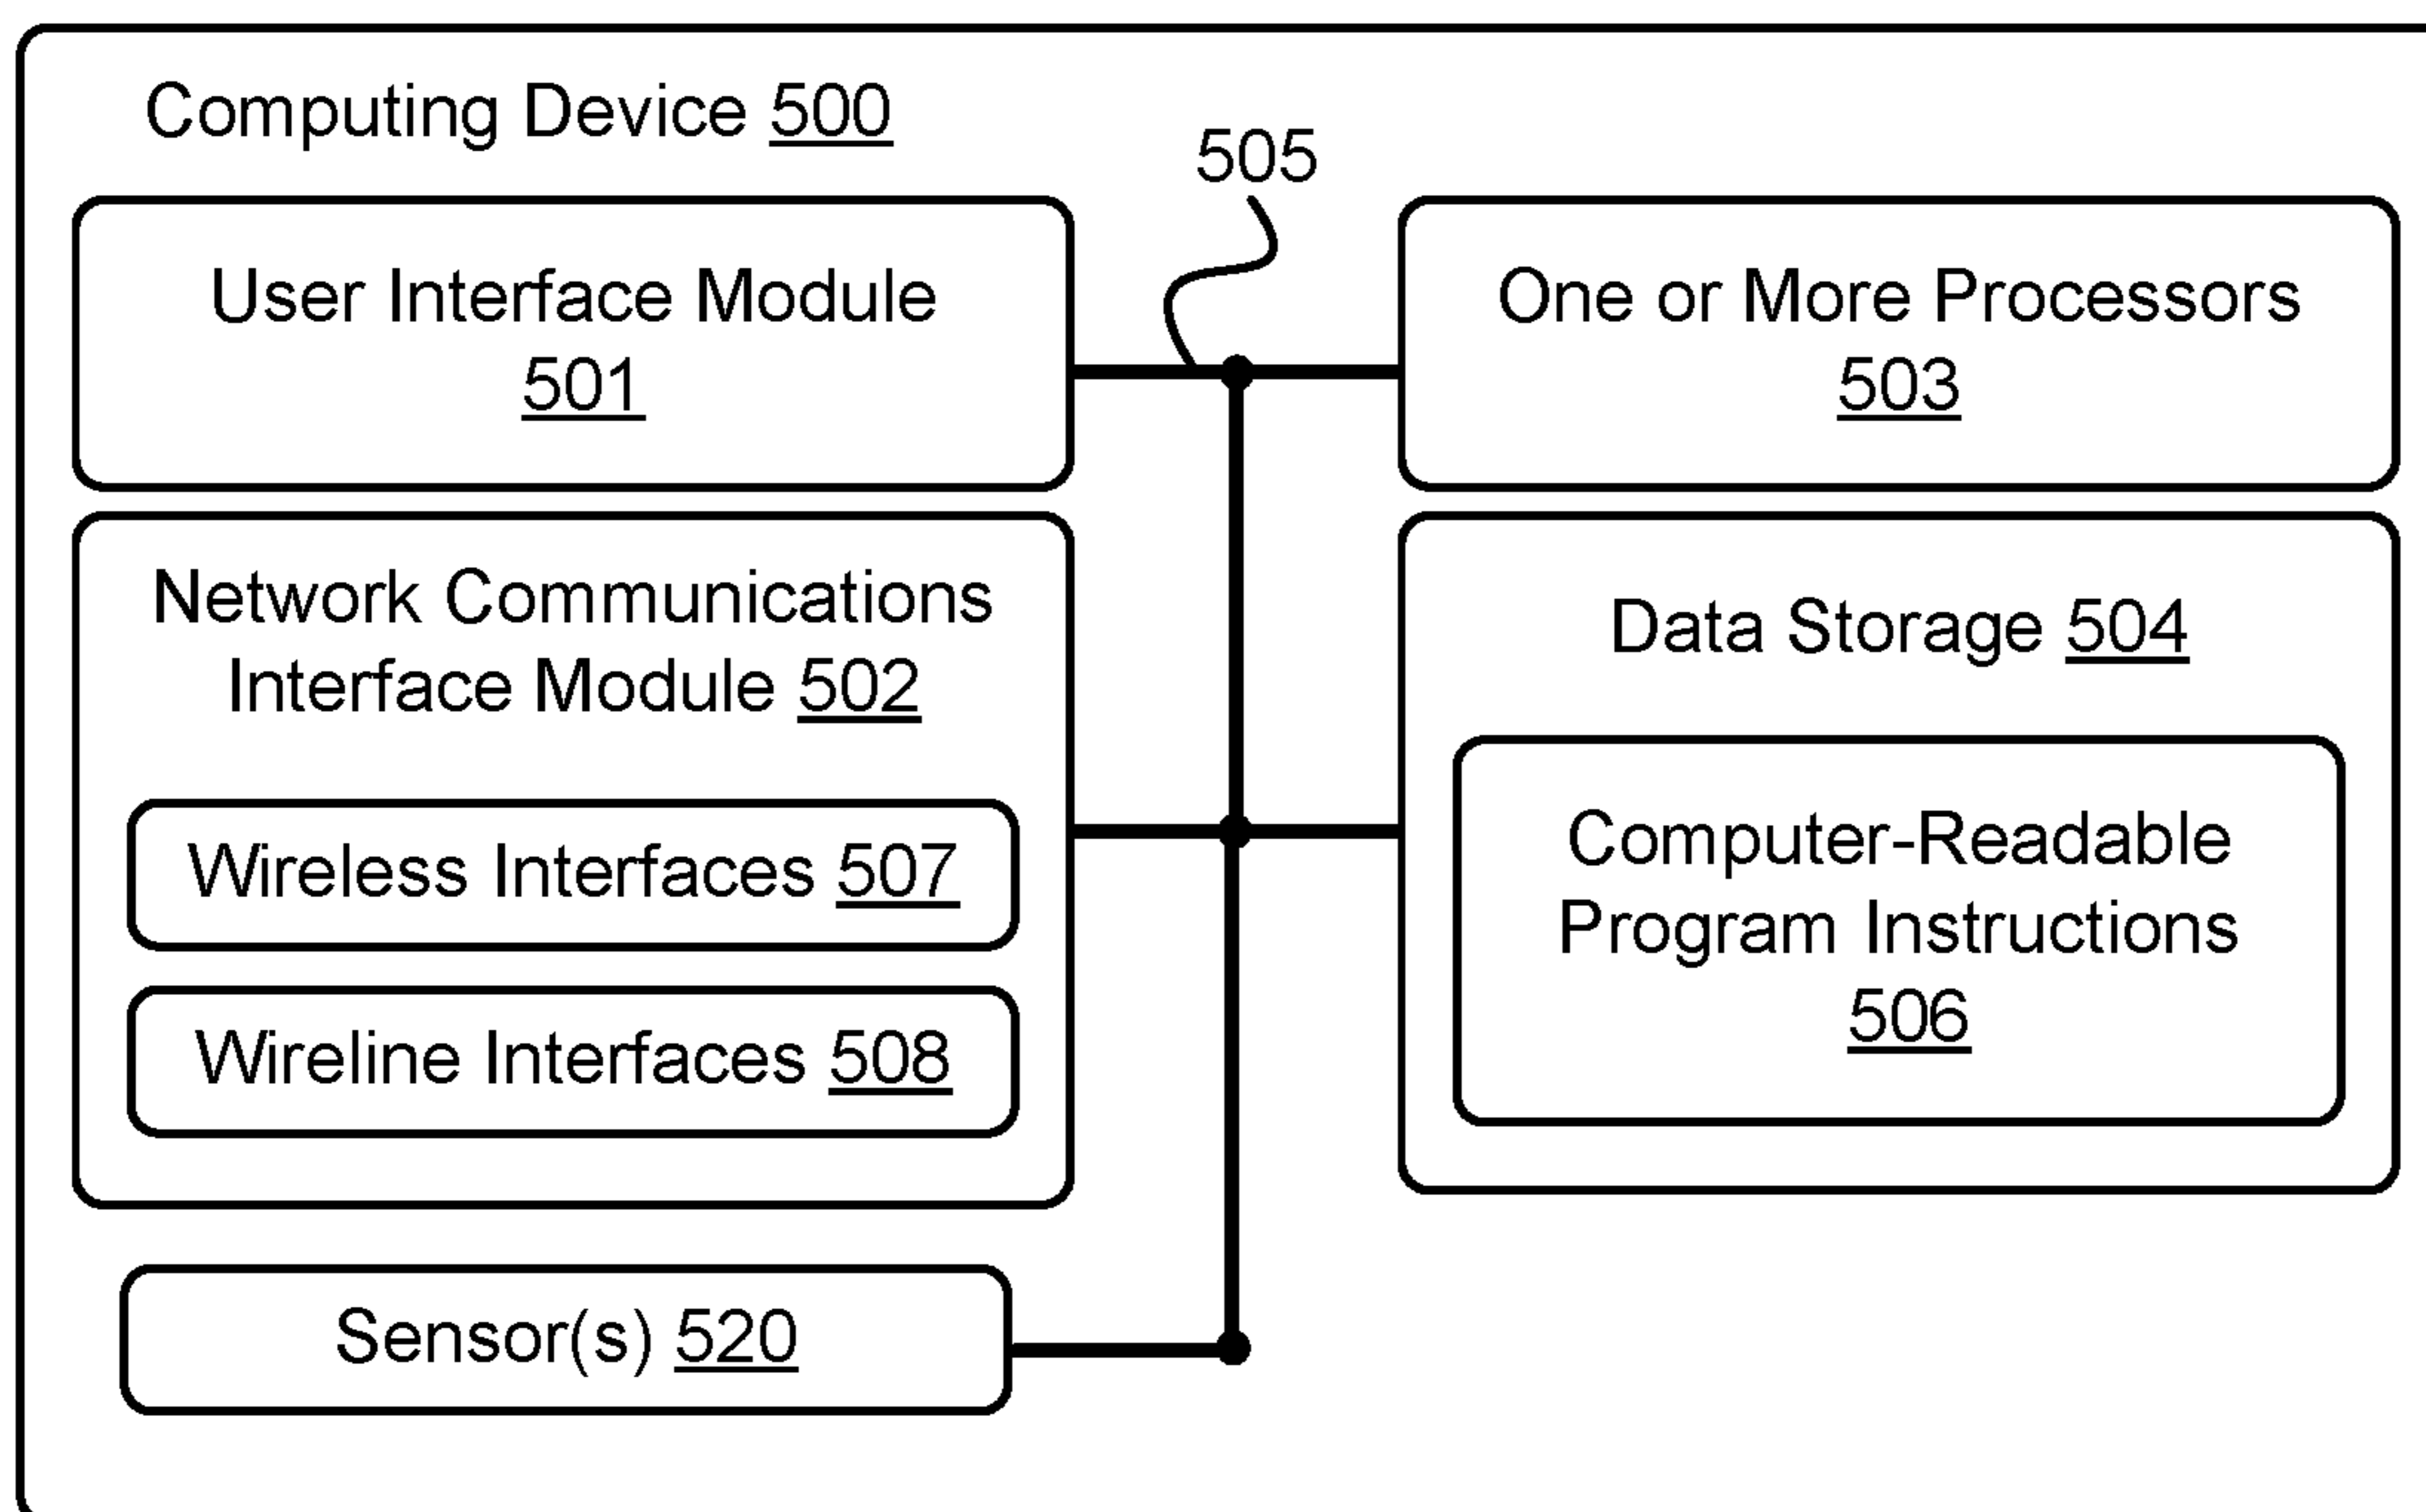 Computing Device 500
505
User Interface Module
501
One or More Processors
503
Network Communications
Interface Module 502
Wireless Interfaces 507
Wireline Interfaces 508
Data Storage 504
Computer-Readable
Program Instructions
506
Sensor(s) 520